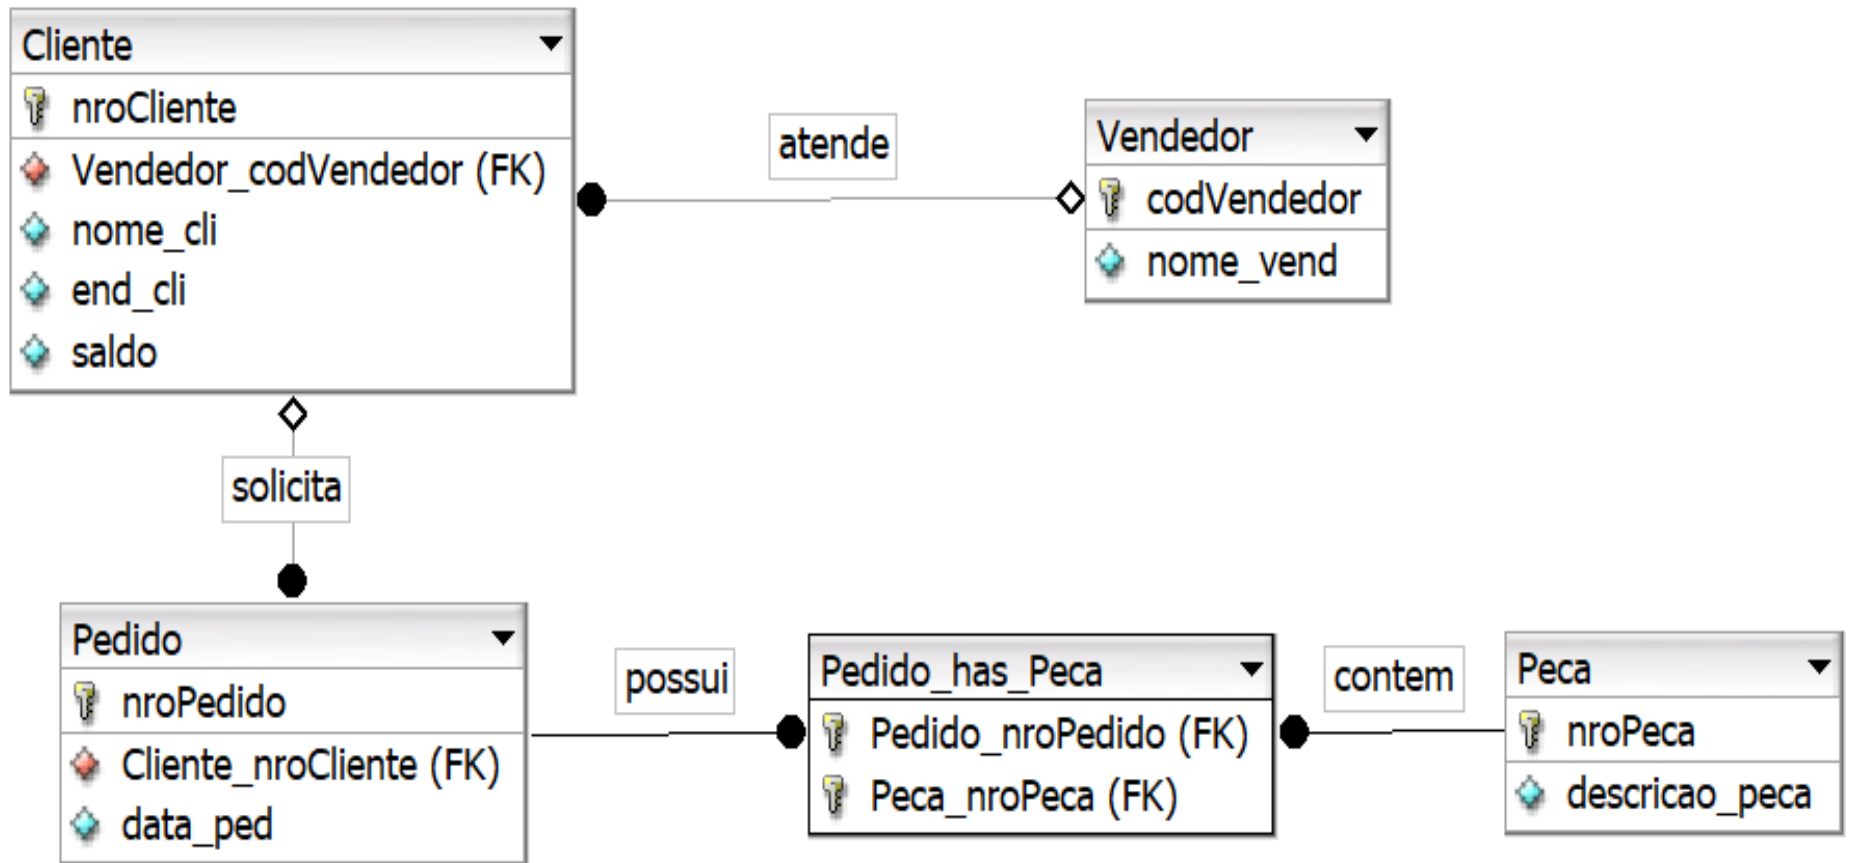 Cliente
nroCliente
Vendedor_codVendedor (FK)
nome_cli
end_cli
saldo
atende
Vendedor
codVendedor
nome_vend
solicita
Pedido
nroPedido
Cliente_nroCliente (FK)
data_ped
possui
Pedido_has_Peca
Pedido_nroPedido (FK)
Peca_nroPeca (FK)
contem
Peca
nroPeca
descricao_peca